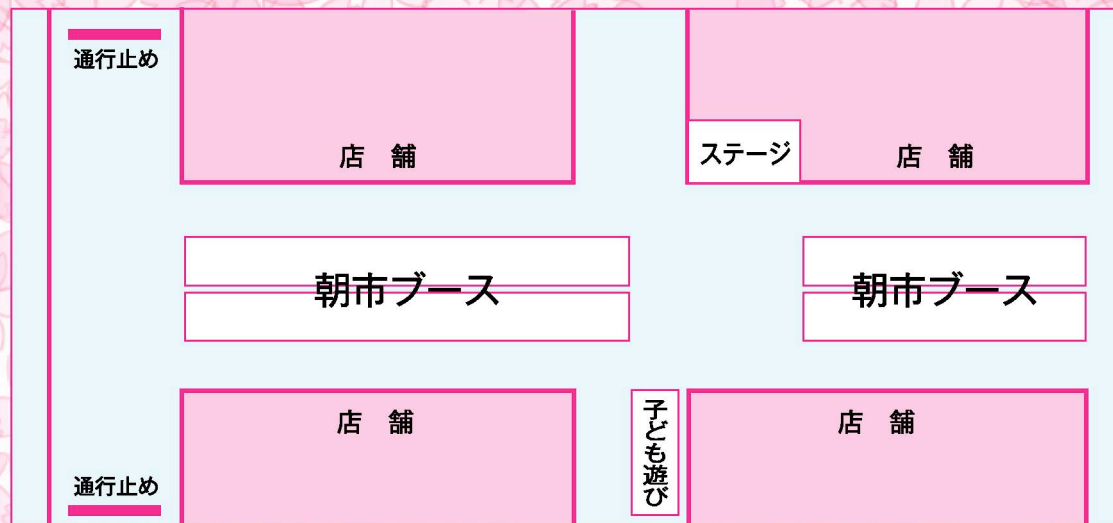 通行止め
店 舗
ステージ
店 舗
朝市ブース
朝市ブース
店 舗
子ども遊び
店 舗
通行止め